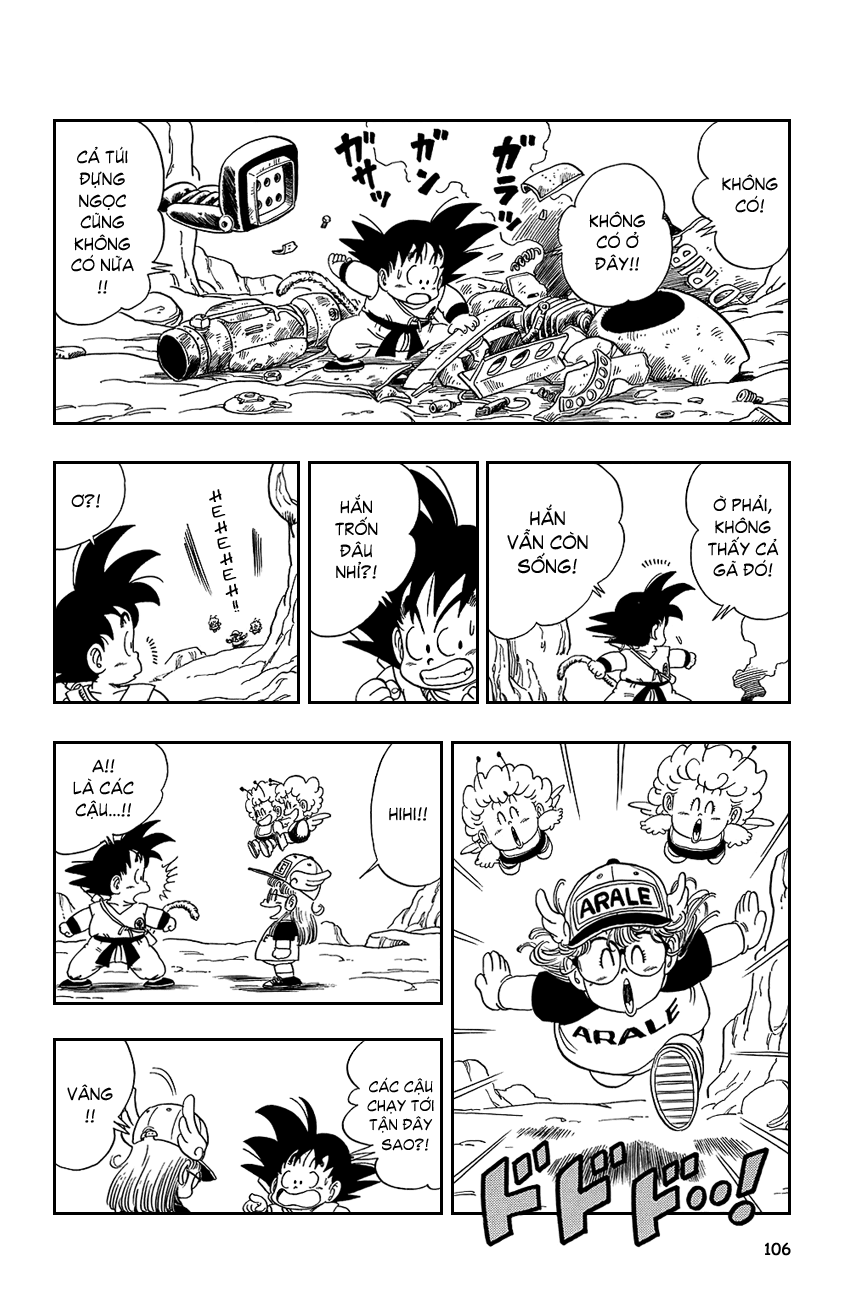 KHÔNG
CÓ!
KHÔNG
CÓ Ở
ĐÂY!!
ガラッ
ガン
ガサッ
CẢ TÚI
ĐỰNG
NGỌC
CŨNG
KHÔNG
CÓ NỮA
!!
Ờ PHẢI,
KHÔNG
THẤY CẢ
GÃ ĐÓ!
HẮN
VẪN CÒN
SỐNG!
HẮN
TRỐN
ĐÂU
NHỈ?!
HEHEHEH!!
Ơ?!
ARALE
ARALE
ドドドド!
HIHI!!
A!!
LÀ CÁC
CẬU...!!
CÁC CẬU
CHẠY TỚI
TẬN ĐÂY
SAO?!
VÂNG
!!
106